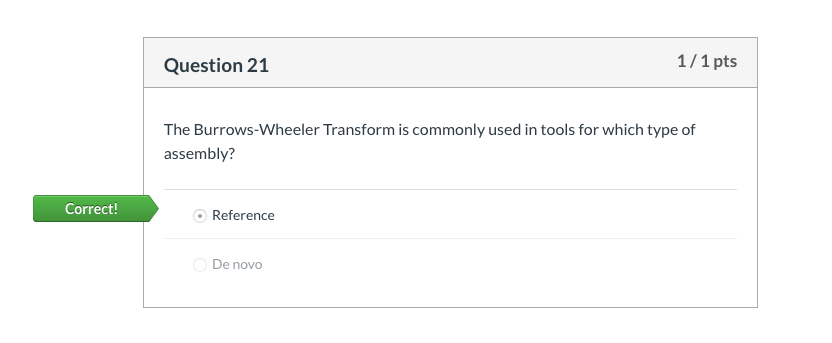 Question 21
1 / 1 pts
The Burrows-Wheeler Transform is commonly used in tools for which type of
assembly?
Correct!
Reference
De novo